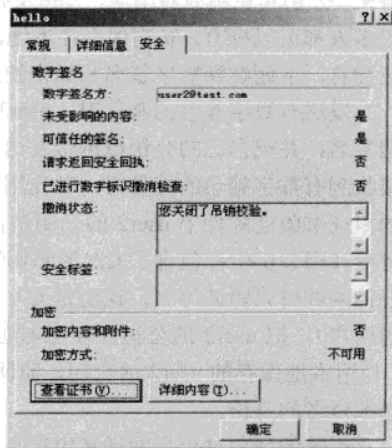 hello
常规 详细信息 安全
数字签名
数字签名方: user2@test.com
未受影响的内容: 是
可信任的签名: 是
请求返回安全回执: 否
已进行数字标识撤消检查: 否
撤消状态: 您关闭了吊销校验。
安全标签:
加密
加密内容和附件: 否
加密方式: 不可用
查看证书(V)... 详细内容(T)...
确定 取消